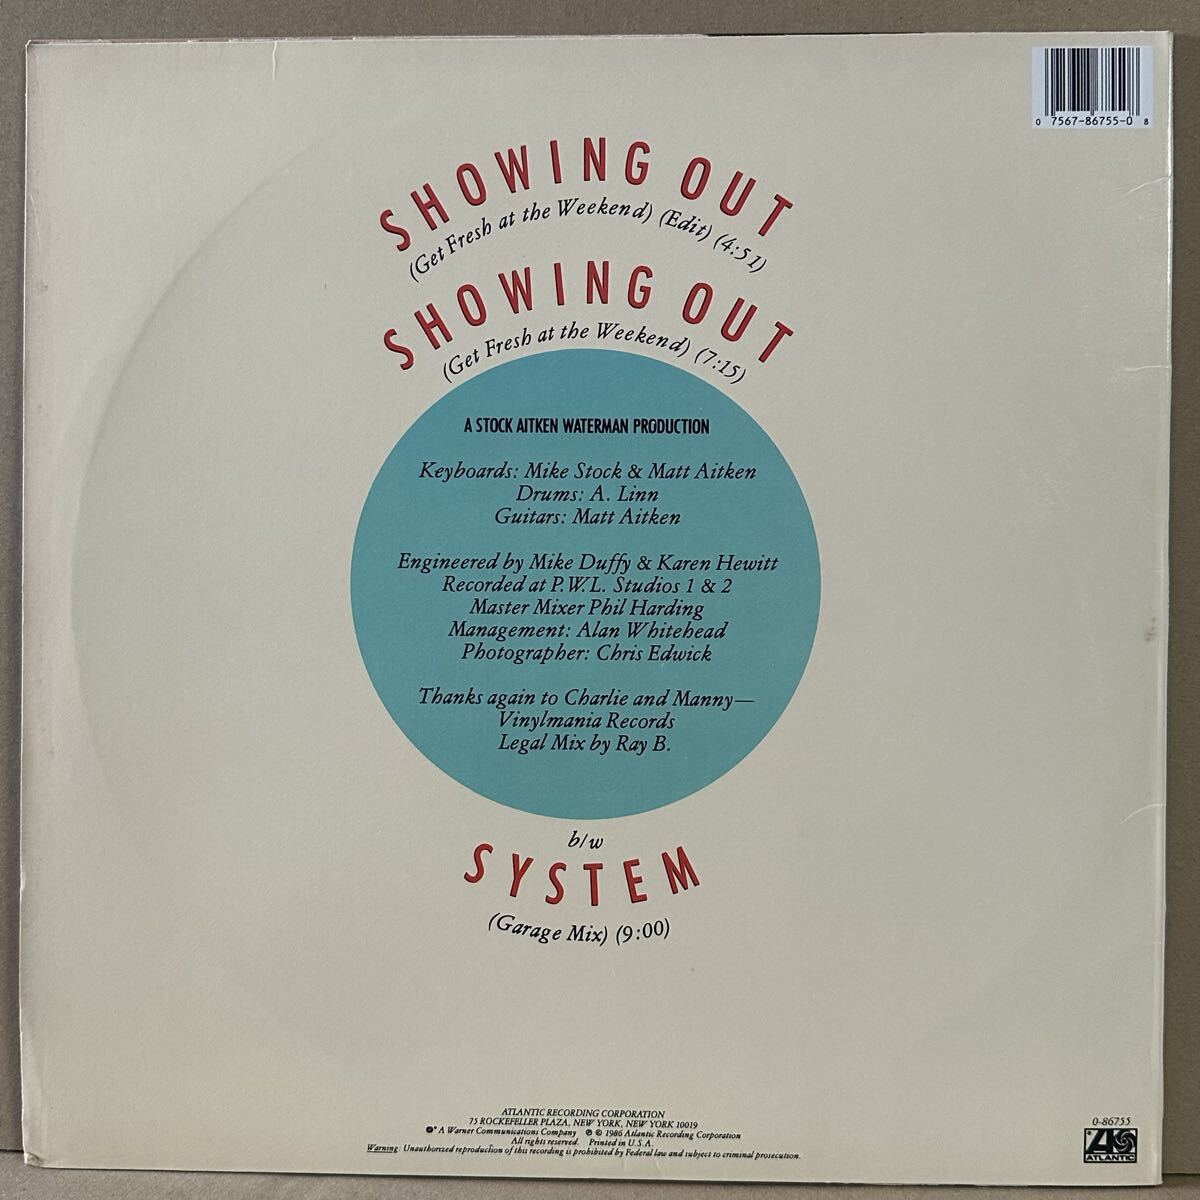 0 7567-86755-0 8
SHOWING OUT
(Get Fresh at the Weekend) (Edit) (4:51)
SHOWING OUT
(Get Fresh at the Weekend) (7:15)
A STOCK AITKEN WATERMAN PRODUCTION
Keyboards: Mike Stock & Matt Aitken
Drums: A. Linn
Guitars: Matt Aitken
Engineered by Mike Duffy & Karen Hewitt
Recorded at P.W.L. Studios 1 & 2
Master Mixer Phil Harding
Management: Alan Whitehead
Photographer: Chris Edwick
Thanks again to Charlie and Manny—
Vinylmania Records
Legal Mix by Ray B.
b/w
SYSTEM
(Garage Mix) (9:00)
ATLANTIC RECORDING CORPORATION
75 ROCKEFELLER PLAZA, NEW YORK, NEW YORK 10019
A Warner Communications Company ℗ © 1986 Atlantic Recording Corporation
All rights reserved. Printed in U.S.A.
Warning: Unauthorized reproduction of this recording is prohibited by Federal law and subject to criminal prosecution.
0-86755
ATLANTIC